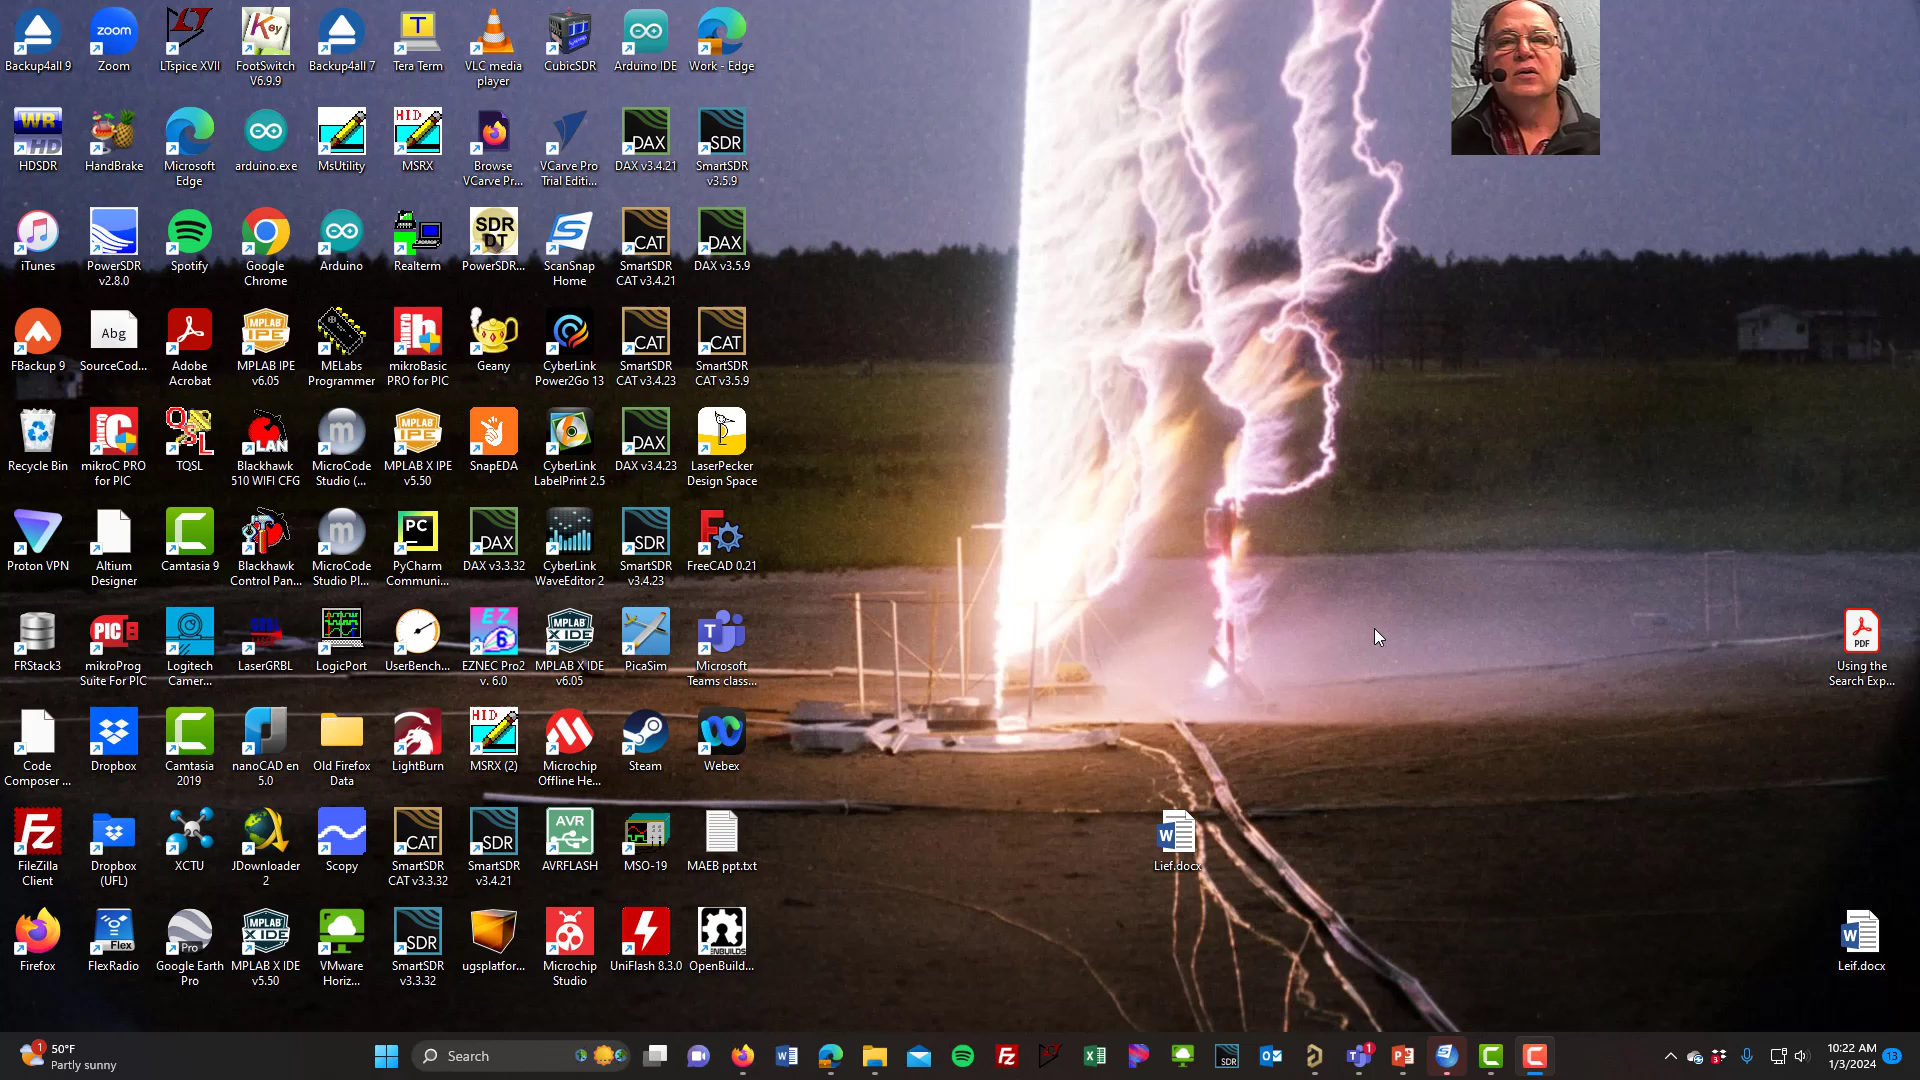 Backup4all 9
Zoom
LTspice XVII
FootSwitch
V6.9.9
Backup4all 7
Tera Term
VLC media
player
CubicSDR
Arduino IDE
Work - Edge
HDSDR
HandBrake
Microsoft
Edge
arduino.exe
MsUtility
MSRX
Browse
VCarve Pr...
VCarve Pro
Trial Editi...
DAX v3.4.21
SmartSDR
v3.5.9
iTunes
PowerSDR
v2.8.0
Spotify
Google
Chrome
Arduino
Realterm
PowerSDR...
ScanSnap
Home
SmartSDR
CAT v3.4.21
DAX v3.5.9
FBackup 9
SourceCod...
Adobe
Acrobat
MPLAB IPE
v6.05
MELabs
Programmer
mikroBasic
PRO for PIC
Geany
CyberLink
Power2Go 13
SmartSDR
CAT v3.4.23
SmartSDR
CAT v3.5.9
Recycle Bin
mikroC PRO
for PIC
TQSL
Blackhawk
510 WIFI CFG
MicroCode
Studio (...
MPLAB X IPE
v5.50
SnapEDA
CyberLink
LabelPrint 2.5
DAX v3.4.23
LaserPecker
Design Space
Proton VPN
Altium
Designer
Camtasia 9
Blackhawk
Control Pan...
MicroCode
Studio Pl...
PyCharm
Communi...
DAX v3.3.32
CyberLink
WaveEditor 2
SmartSDR
v3.4.23
FreeCAD 0.21
FRStack3
mikroProg
Suite For PIC
Logitech
Camer...
LaserGRBL
LogicPort
UserBench...
EZNEC Pro2
v. 6.0
MPLAB X IDE
v6.05
PicaSim
Microsoft
Teams class...
Using the
Search Exp...
Code
Composer ...
Dropbox
Camtasia
2019
nanoCAD en
5.0
Old Firefox
Data
LightBurn
MSRX (2)
Microchip
Offline He...
Steam
Webex
FileZilla
Client
Dropbox
(UFL)
XCTU
JDownloader
2
Scopy
SmartSDR
CAT v3.3.32
SmartSDR
v3.4.21
AVRFLASH
MSO-19
MAEB ppt.txt
Lief.docx
Firefox
FlexRadio
Google Earth
Pro
MPLAB X IDE
v5.50
VMware
Horiz...
SmartSDR
v3.3.32
ugsplatfor...
Microchip
Studio
UniFlash 8.3.0
OpenBuild...
Leif.docx
50°F
Partly sunny
Search
10:22 AM
1/3/2024
13